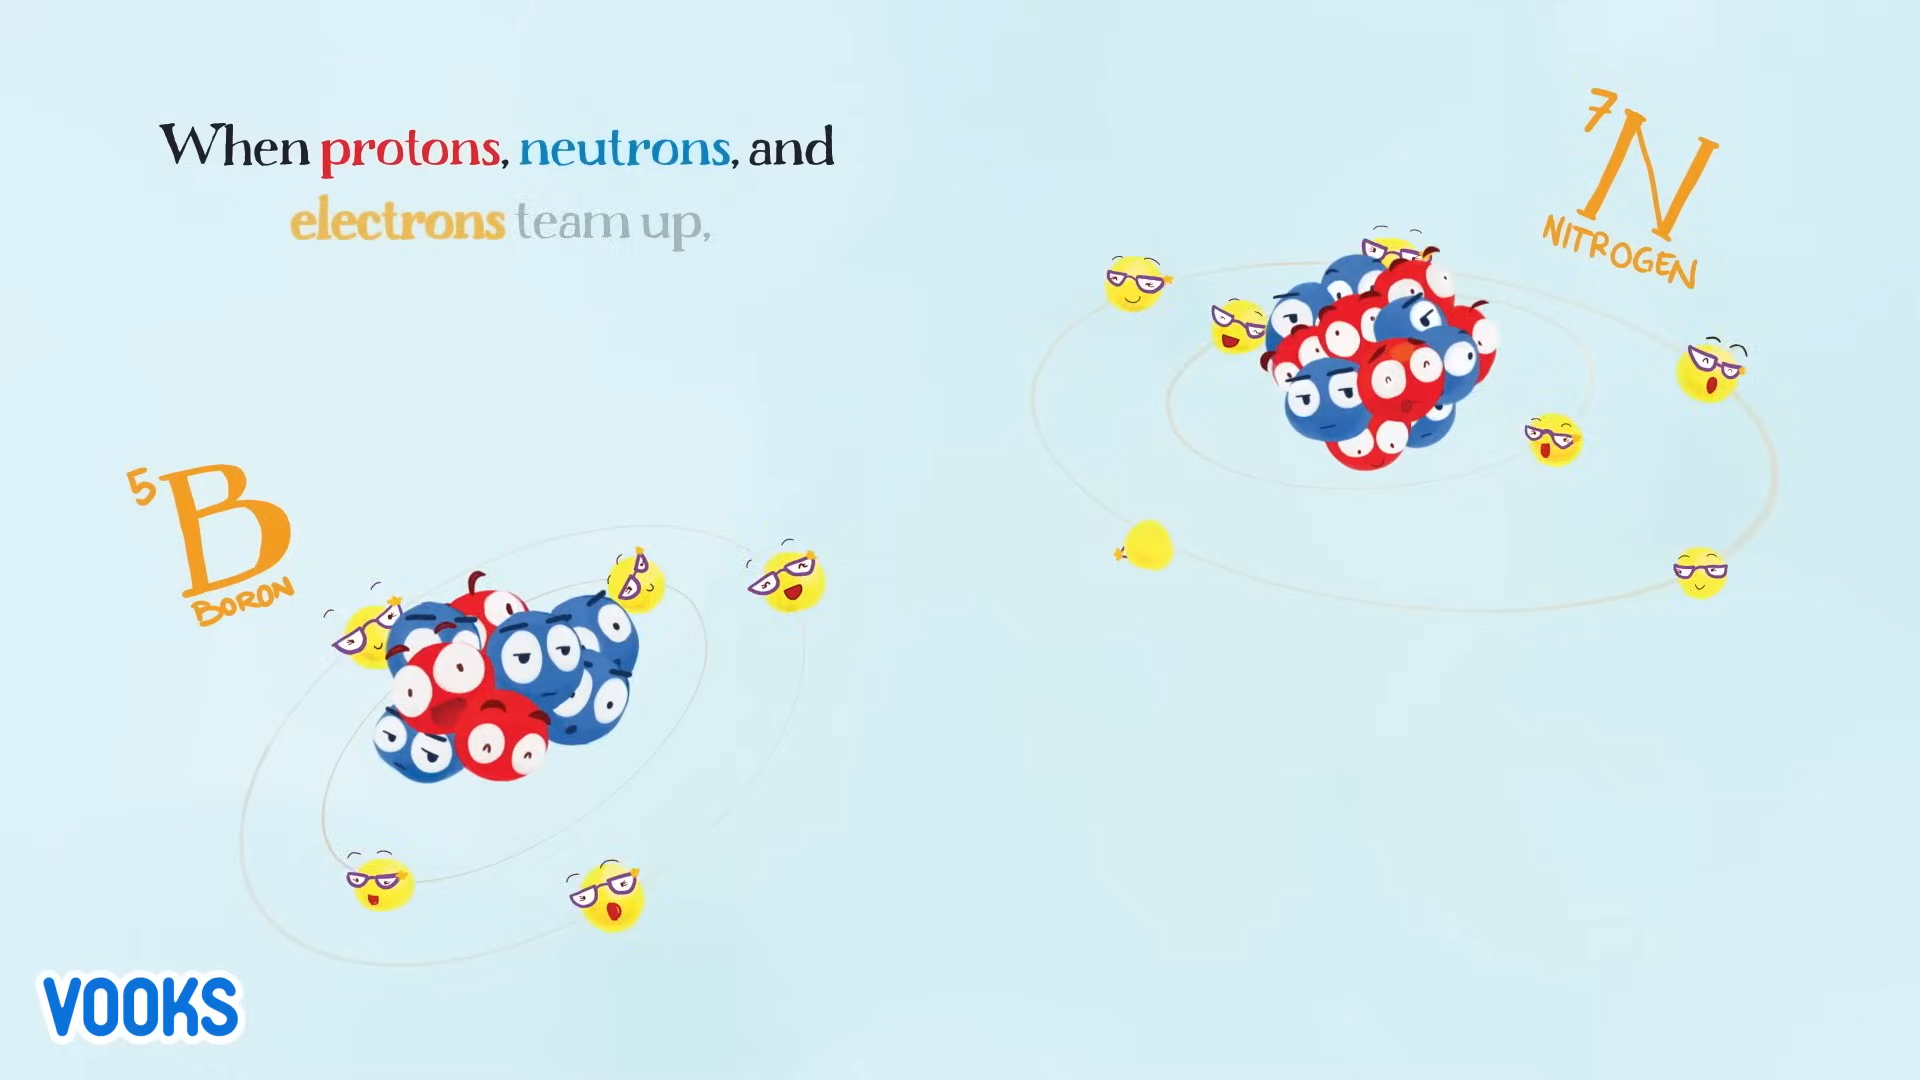 When protons, neutrons, and
electrons team up,
7
N
NITROGEN
5
B
BORON
VOOKS